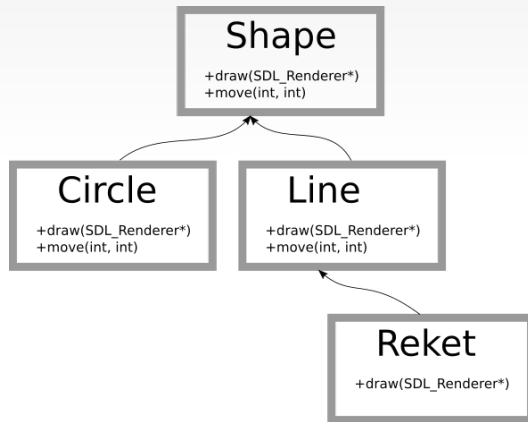 Shape
+draw(SDL_Renderer*)
+move(int, int)
Circle
+draw(SDL_Renderer*)
+move(int, int)
Line
+draw(SDL_Renderer*)
+move(int, int)
Reket
+draw(SDL_Renderer*)